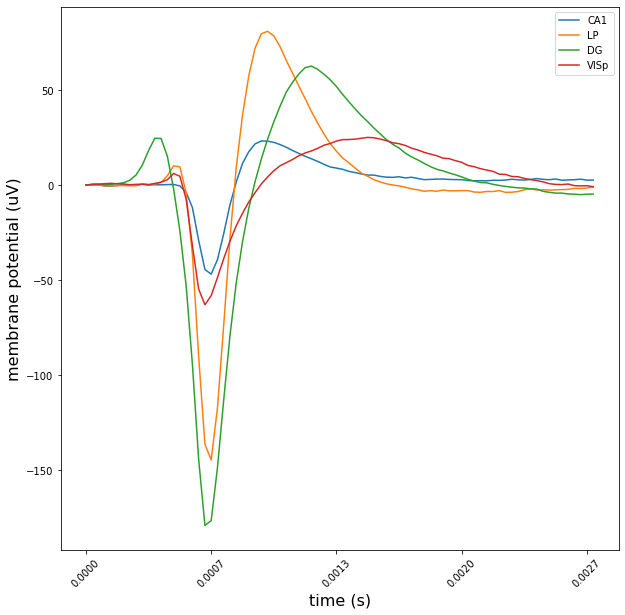 CA1
LP
DG
VISp
50
0
−50
−100
−150
membrane potential (uV)
0.0000
0.0007
0.0013
0.0020
0.0027
time (s)